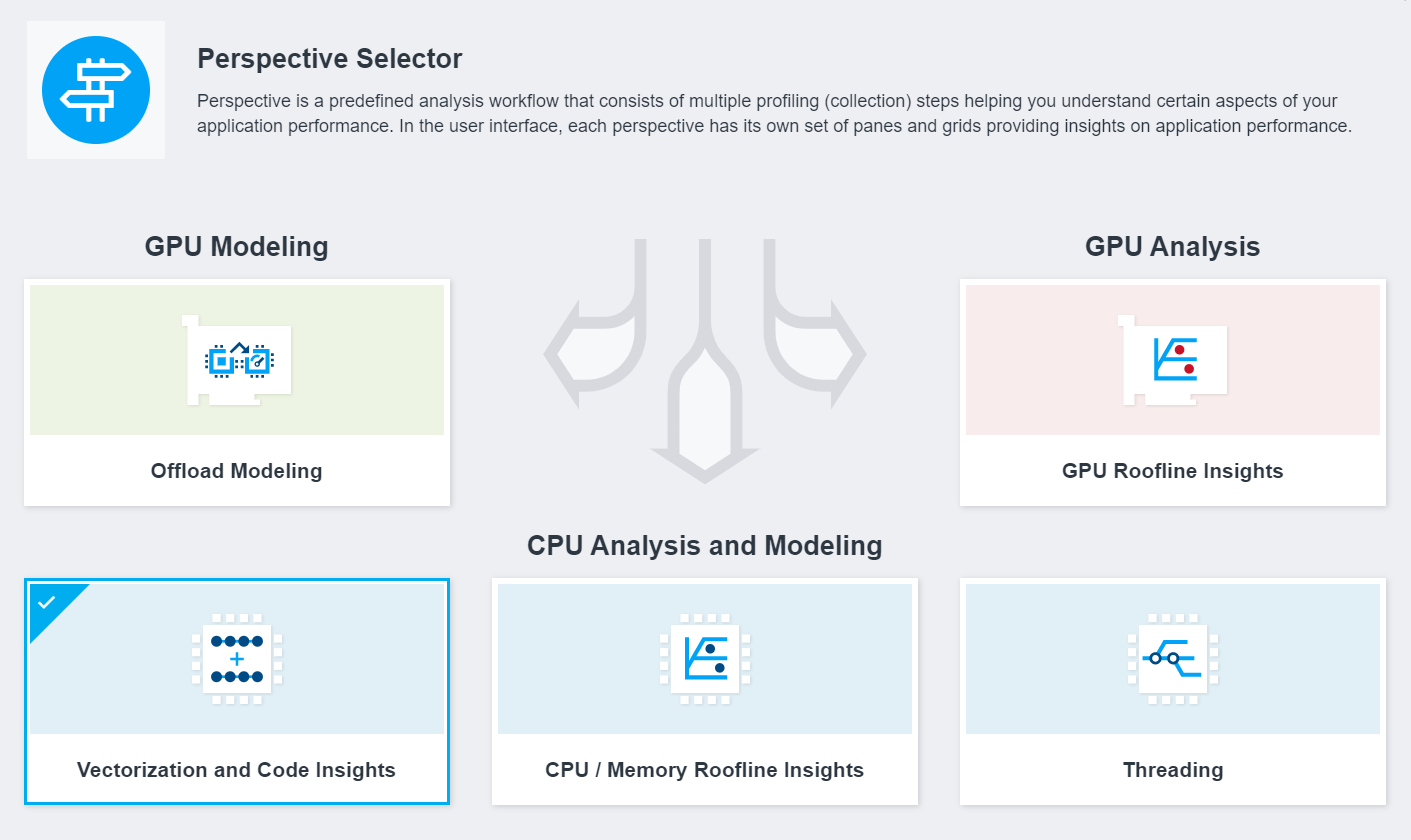 Perspective Selector
Perspective is a predefined analysis workflow that consists of multiple profiling (collection) steps helping you understand certain aspects of your
application performance. In the user interface, each perspective has its own set of panes and grids providing insights on application performance.
GPU Modeling
GPU Analysis
Offload Modeling
GPU Roofline Insights
CPU Analysis and Modeling
Vectorization and Code Insights
CPU / Memory Roofline Insights
Threading